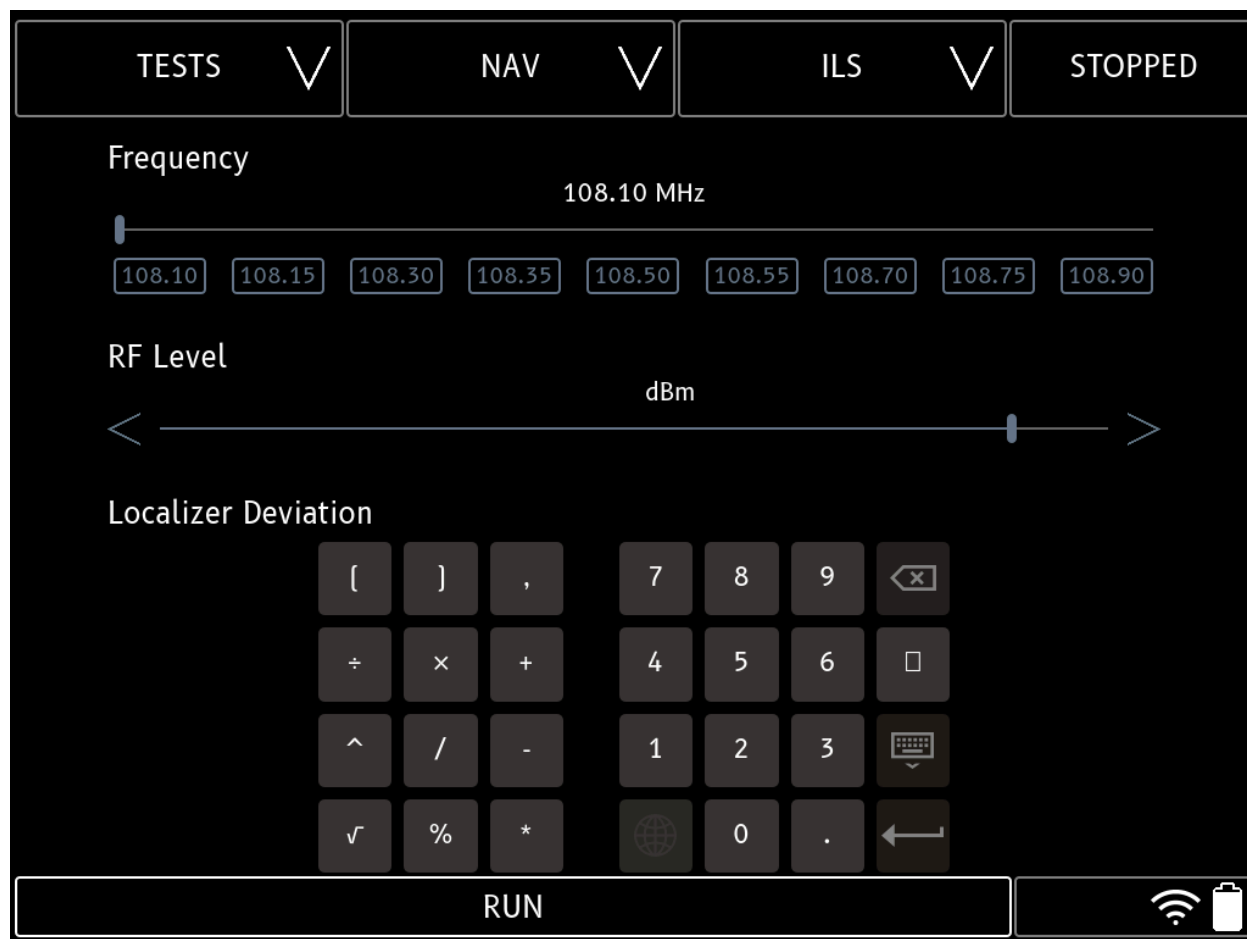 TESTS NAV ILS STOPPED
Frequency
108.10 MHz
108.10 108.15 108.30 108.35 108.50 108.55 108.70 108.75 108.90
RF Level
dBm
Localizer Deviation
( ) , 7 8 9
÷ × + 4 5 6
^ / - 1 2 3
√ % * 0 .
RUN